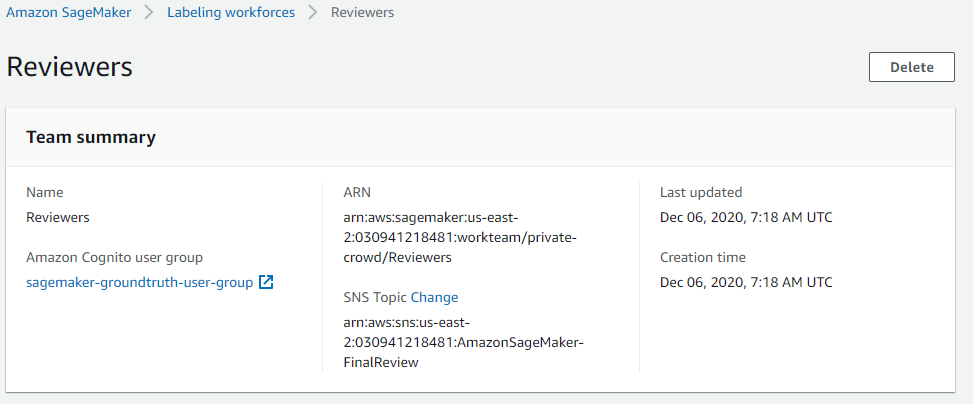 Amazon SageMaker > Labeling workforces > Reviewers
Reviewers
Delete
Team summary
Name
Reviewers
Amazon Cognito user group
sagemaker-groundtruth-user-group
ARN
arn:aws:sagemaker:us-east-
2:030941218481:workteam/private-
crowd/Reviewers
SNS Topic Change
arn:aws:sns:us-east-
2:030941218481:AmazonSageMaker-
FinalReview
Last updated
Dec 06, 2020, 7:18 AM UTC
Creation time
Dec 06, 2020, 7:18 AM UTC